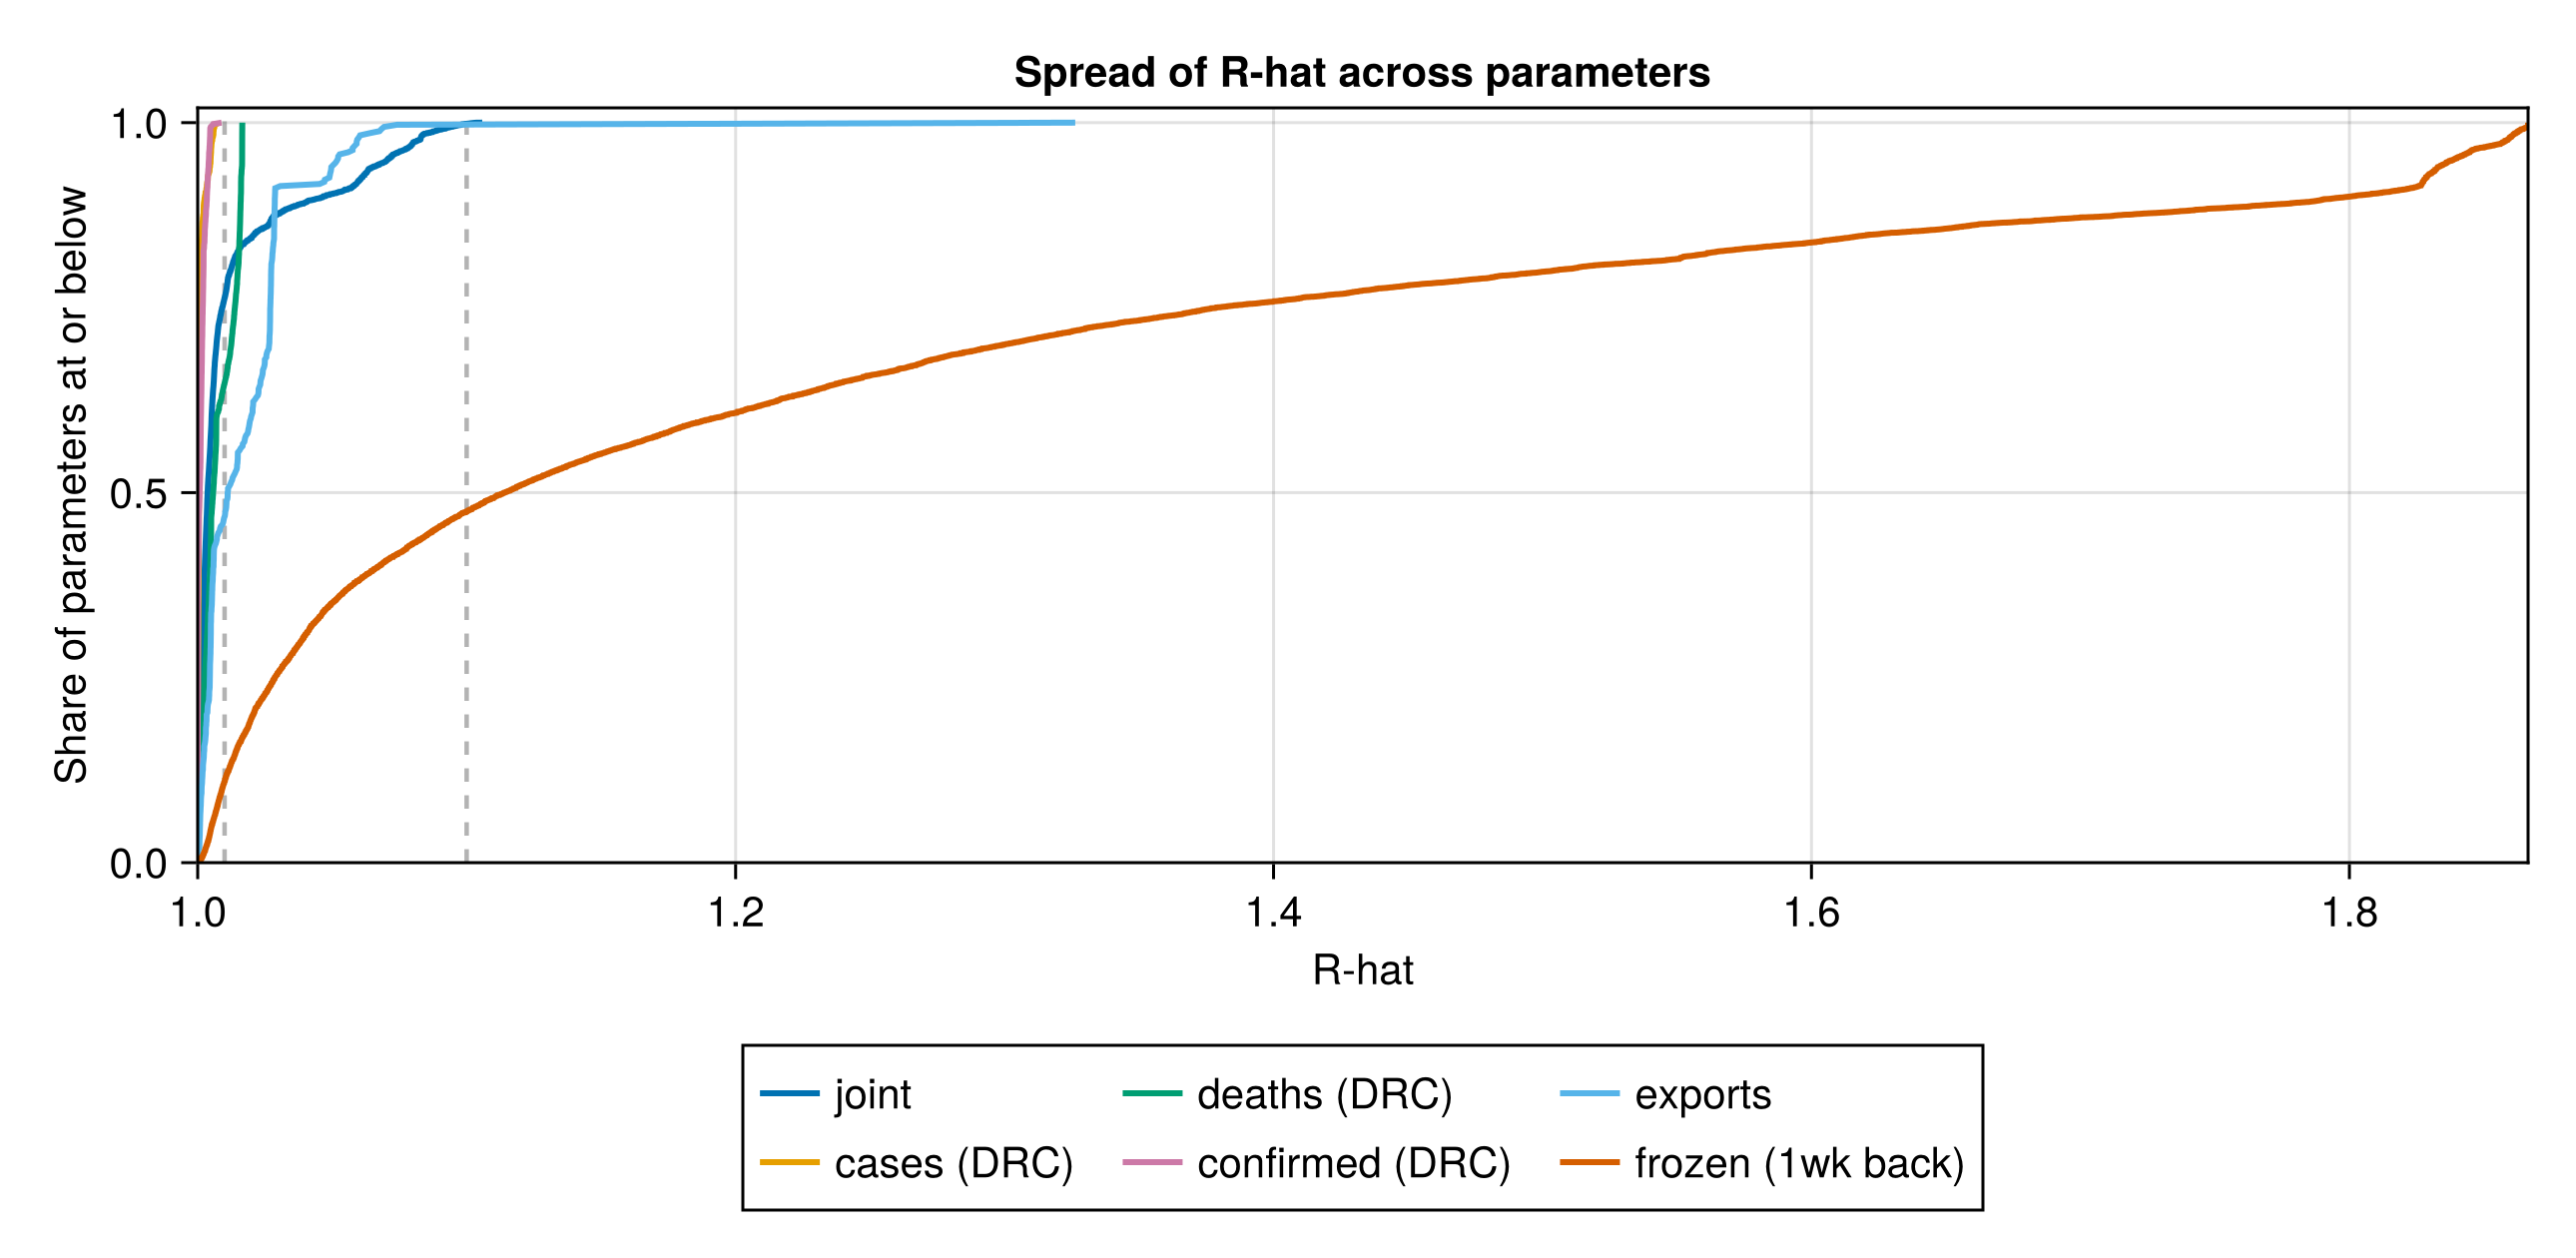 Spread of R-hat across parameters
Share of parameters at or below
1.0
0.5
0.0
1.0 1.2 1.4 1.6 1.8
R-hat
joint deaths (DRC) exports
cases (DRC) confirmed (DRC) frozen (1wk back)